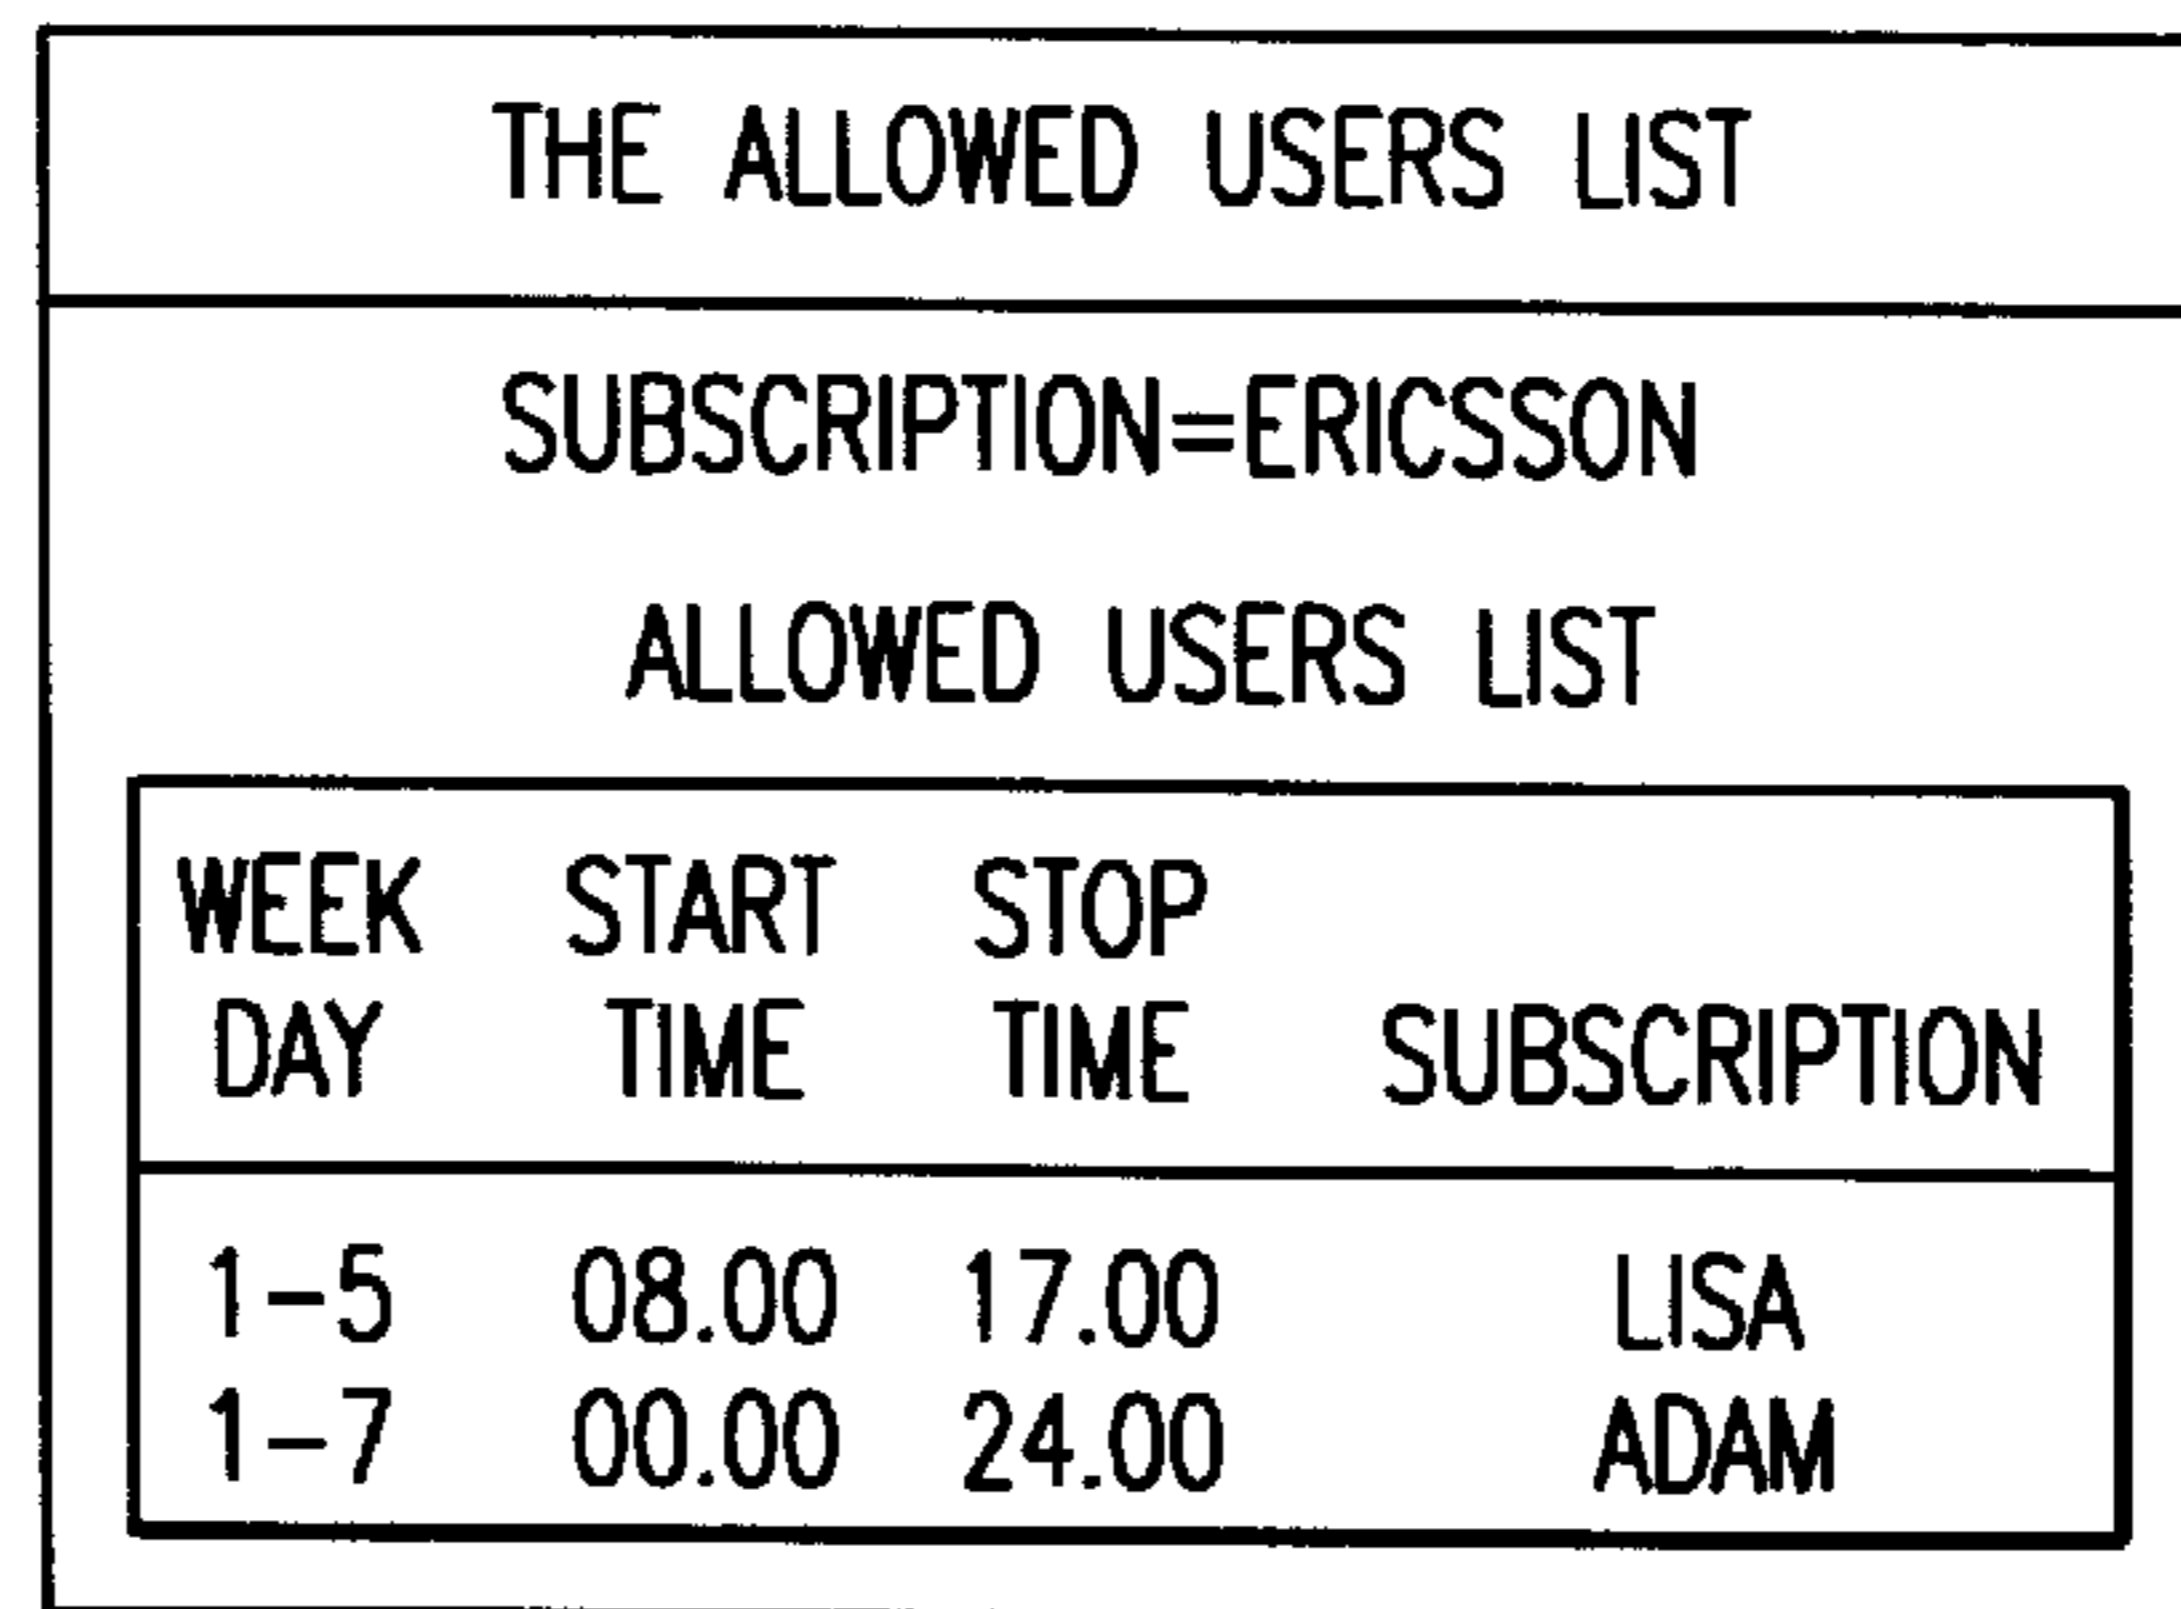 THE ALLOWED USERS LIST
SUBSCRIPTION=ERICSSON
ALLOWED USERS LIST
WEEK START STOP
DAY TIME TIME SUBSCRIPTION
1-5 08.00 17.00 LISA
1-7 00.00 24.00 ADAM